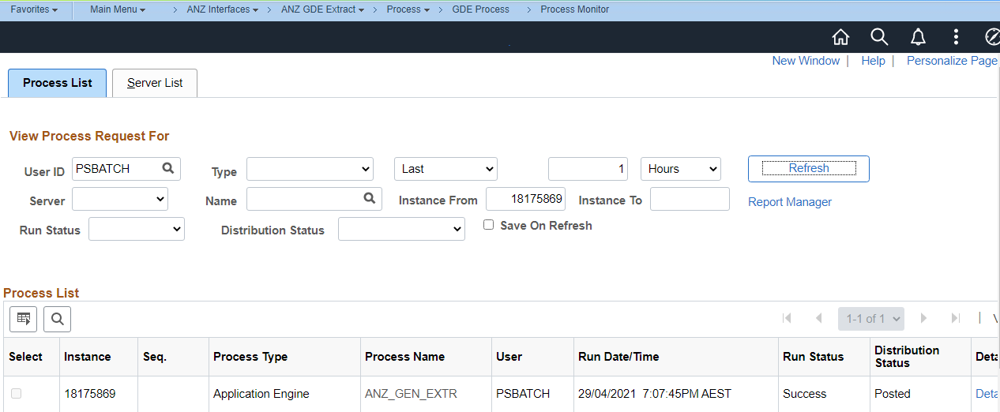 Favorites Main Menu > ANZ Interfaces > ANZ GDE Extract > Process > GDE Process > Process Monitor
New Window | Help | Personalize Page
Process List Server List
View Process Request For
User ID PSBATCH Type Last 1 Hours Refresh
Server Name Instance From 18175869 Instance To Report Manager
Run Status Distribution Status Save On Refresh
Process List
1-1 of 1 |
Select Instance Seq. Process Type Process Name User Run Date/Time Run Status Distribution Status Deta
18175869 Application Engine ANZ_GEN_EXTR PSBATCH 29/04/2021 7:07:45PM AEST Success Posted Deta